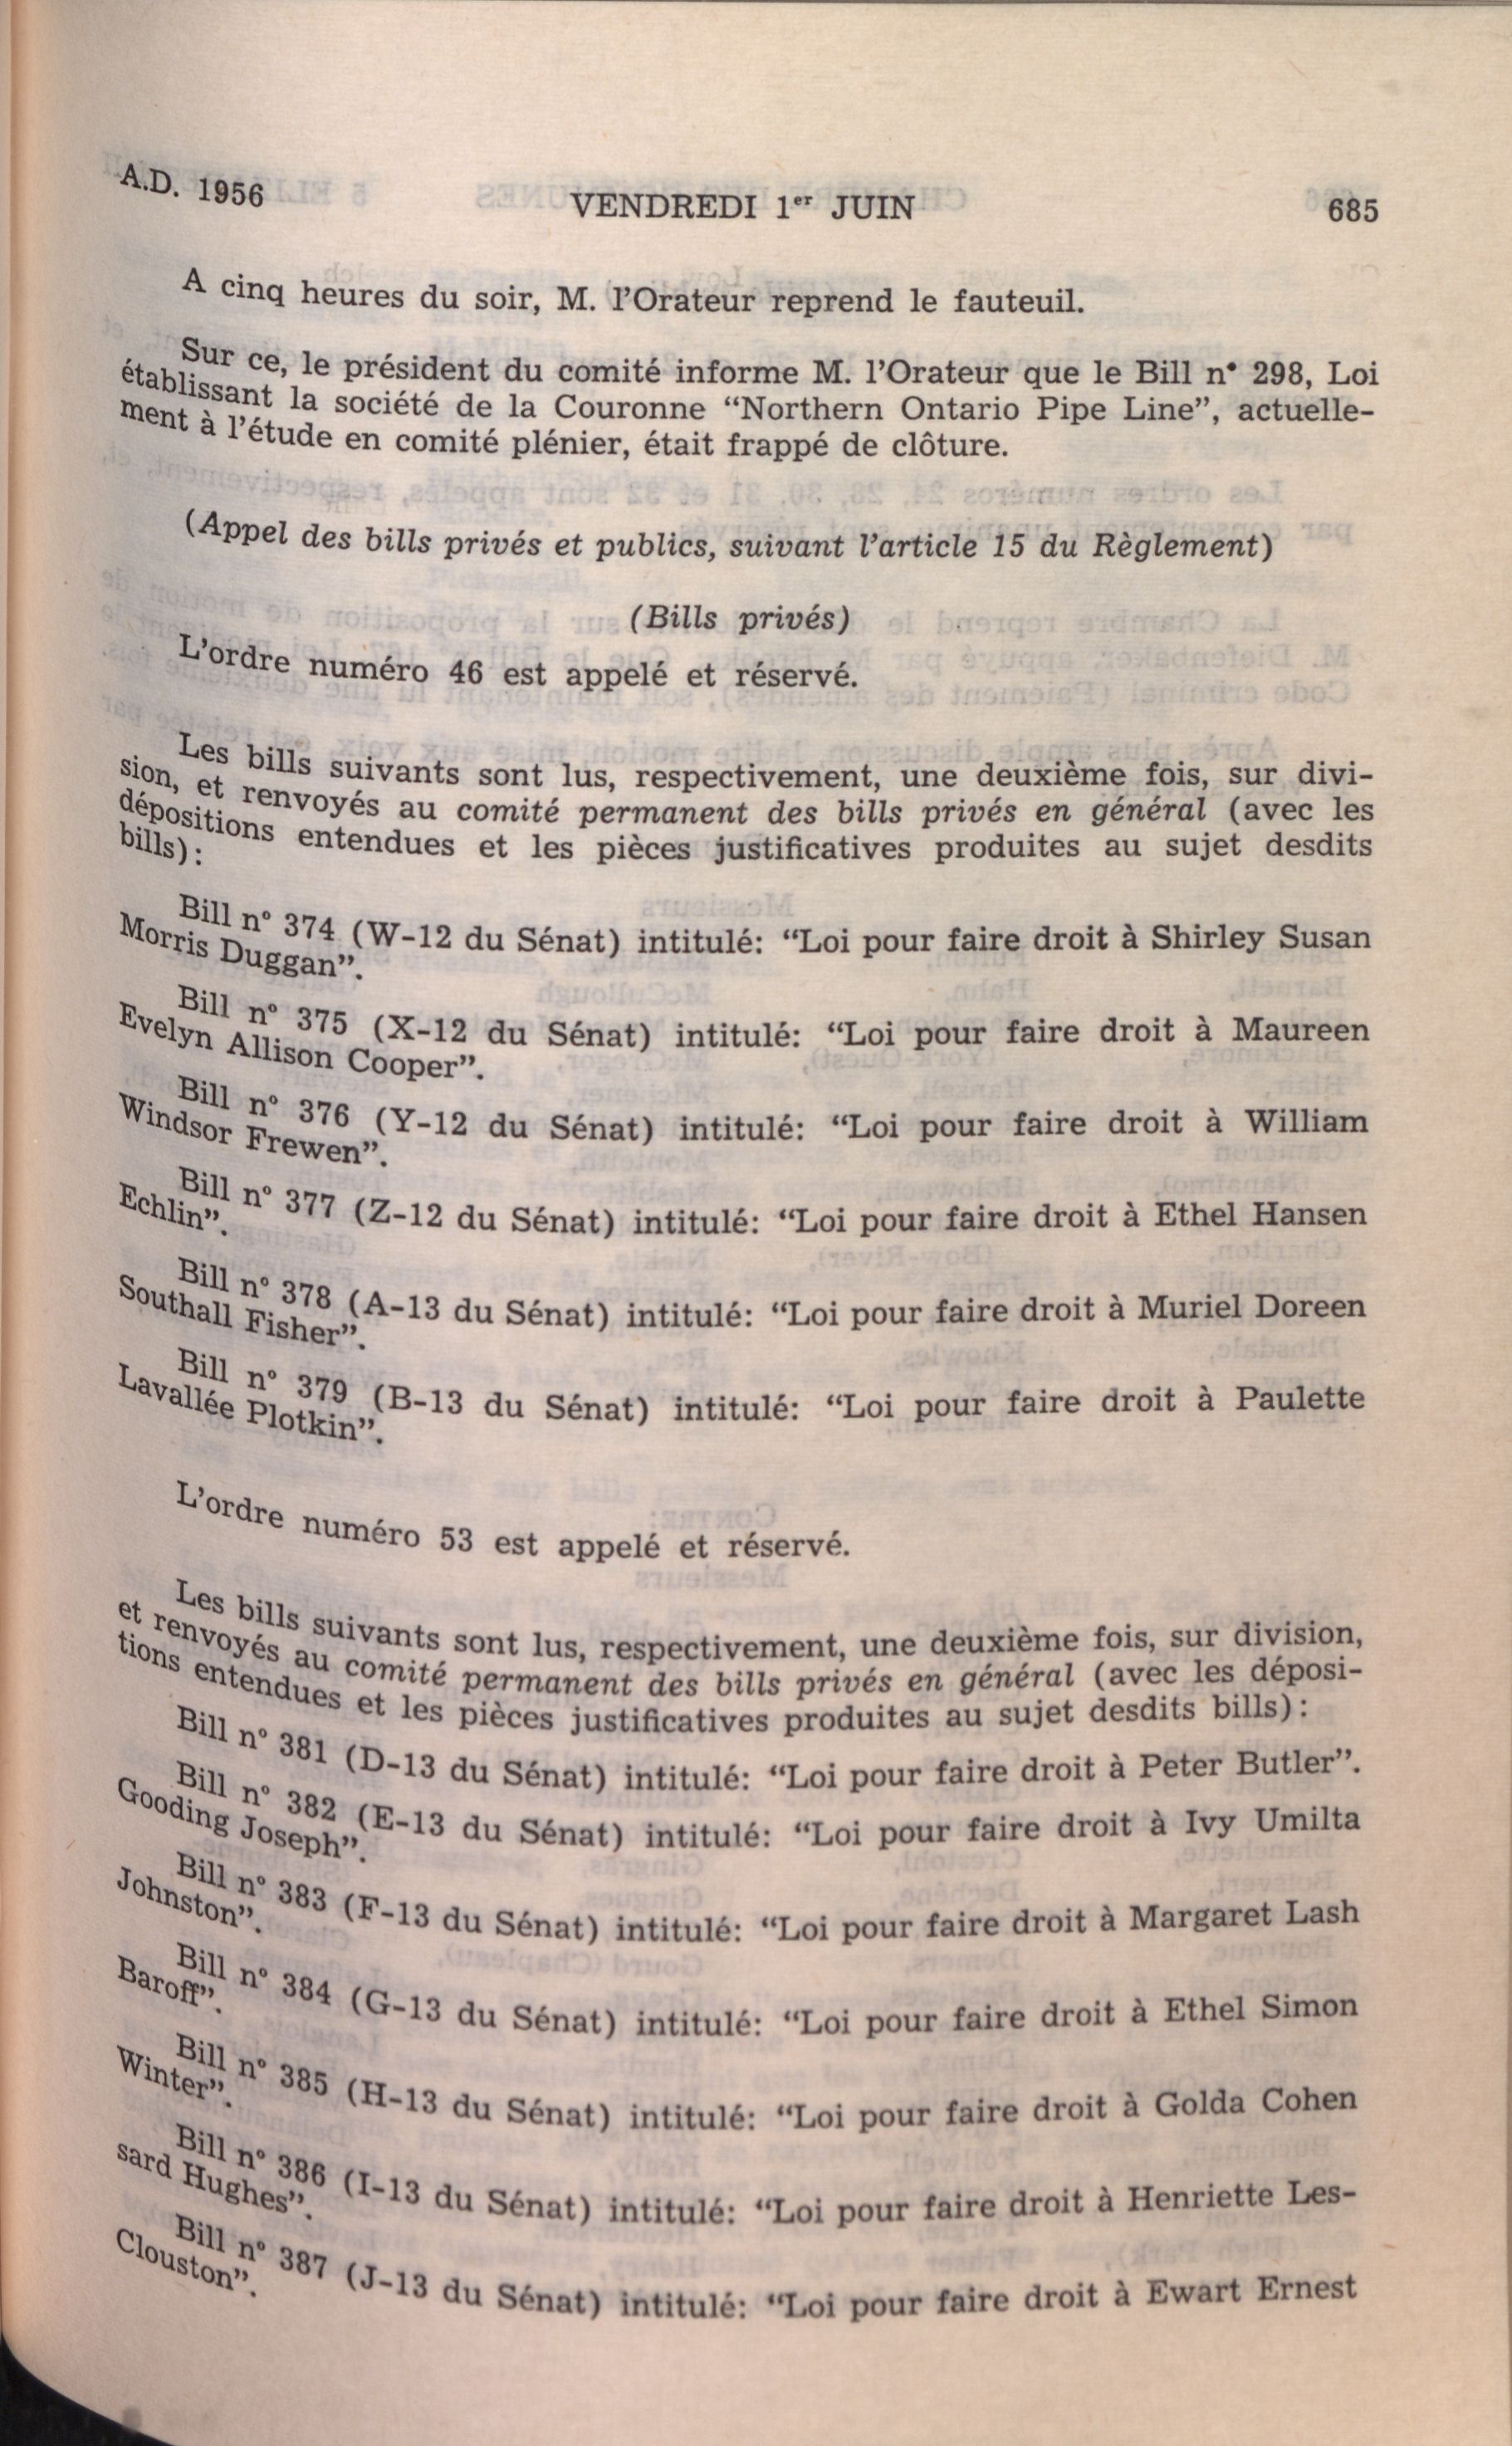 A.D. 1956 VENDREDI 1er JUIN 685
A cinq heures du soir, M. l'Orateur reprend le fauteuil.
Sur ce, le président du comité informe M. l'Orateur que le Bill n° 298, Loi
établissant la société de la Couronne “Northern Ontario Pipe Line”, actuelle-
ment à l'étude en comité plénier, était frappé de clôture.
(Appel des bills privés et publics, suivant l'article 15 du Règlement)
(Bills privés)
L'ordre numéro 46 est appelé et réservé.
Les bills suivants sont lus, respectivement, une deuxième fois, sur divi-
sion, et renvoyés au comité permanent des bills privés en général (avec les
dépositions entendues et les pièces justificatives produites au sujet desdits
bills):
Bill n° 374 (W-12 du Sénat) intitulé: “Loi pour faire droit à Shirley Susan
Morris Duggan”.
Bill n° 375 (X-12 du Sénat) intitulé: “Loi pour faire droit à Maureen
Evelyn Allison Cooper”.
Bill n° 376 (Y-12 du Sénat) intitulé: “Loi pour faire droit à William
Windsor Frewen”.
Bill n° 377 (Z-12 du Sénat) intitulé: “Loi pour faire droit à Ethel Hansen
Echlin”.
Bill n° 378 (A-13 du Sénat) intitulé: “Loi pour faire droit à Muriel Doreen
Southall Fisher”.
Bill n° 379 (B-13 du Sénat) intitulé: “Loi pour faire droit à Paulette
Lavallée Plotkin”.
L'ordre numéro 53 est appelé et réservé.
Les bills suivants sont lus, respectivement, une deuxième fois, sur division,
et renvoyés au comité permanent des bills privés en général (avec les déposi-
tions entendues et les pièces justificatives produites au sujet desdits bills):
Bill n° 381 (D-13 du Sénat) intitulé: “Loi pour faire droit à Peter Butler”.
Bill n° 382 (E-13 du Sénat) intitulé: “Loi pour faire droit à Ivy Umilta
Gooding Joseph”.
Bill n° 383 (F-13 du Sénat) intitulé: “Loi pour faire droit à Margaret Lash
Johnston”.
Bill n° 384 (G-13 du Sénat) intitulé: “Loi pour faire droit à Ethel Simon
Baroff”.
Bill n° 385 (H-13 du Sénat) intitulé: “Loi pour faire droit à Golda Cohen
Winter”.
Bill n° 386 (I-13 du Sénat) intitulé: “Loi pour faire droit à Henriette Les-
sard Hughes”.
Bill n° 387 (J-13 du Sénat) intitulé: “Loi pour faire droit à Ewart Ernest
Clouston”.